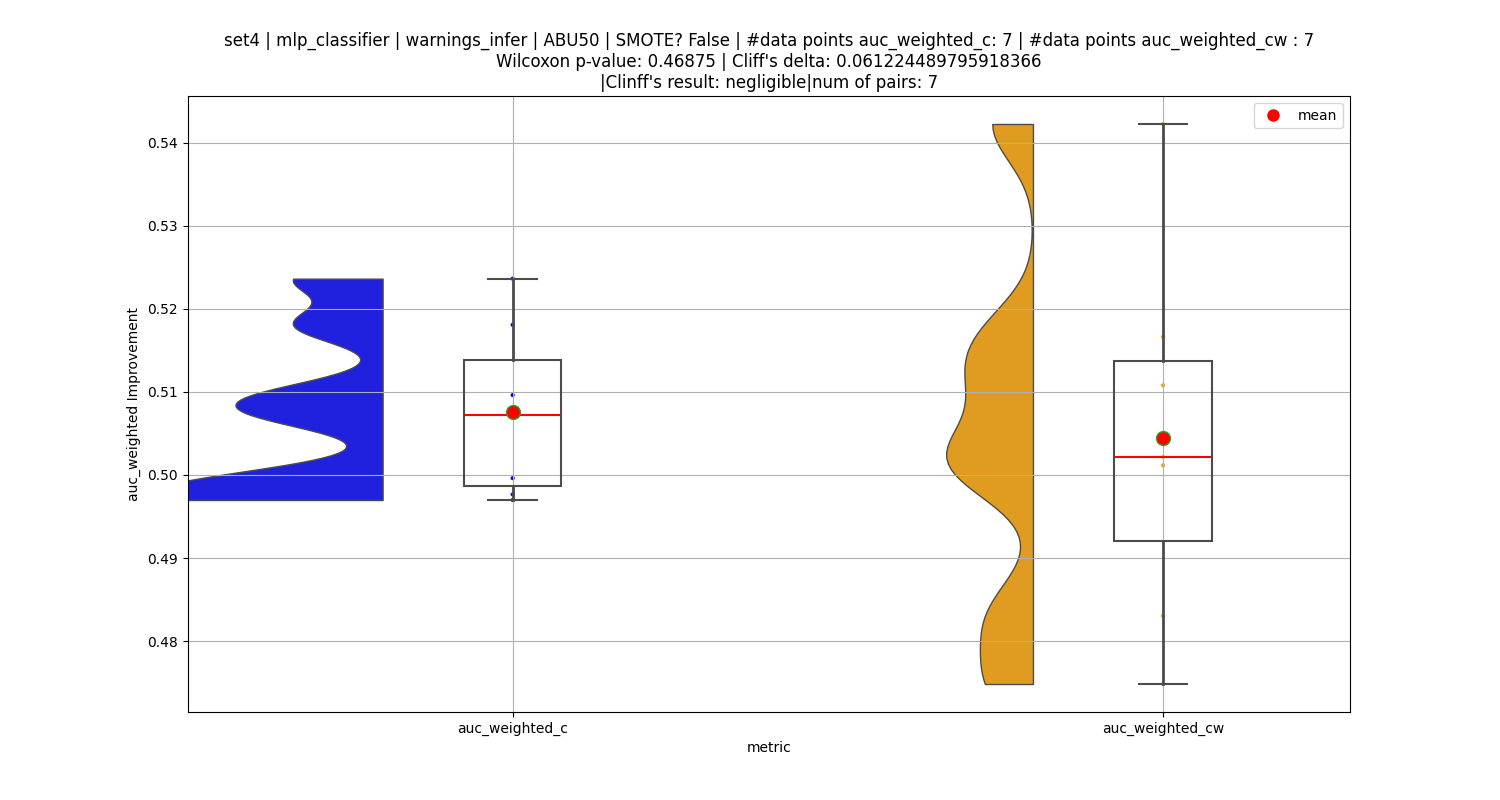 set4 | mlp_classifier | warnings_infer | ABU50 | SMOTE? False | #data points auc_weighted_c: 7 | #data points auc_weighted_cw : 7
Wilcoxon p-value: 0.46875 | Cliff's delta: 0.061224489795918366
|Clinff's result: negligible|num of pairs: 7
mean
0.54
0.53
0.52
0.51
0.50
0.49
0.48
auc_weighted Improvement
auc_weighted_c
auc_weighted_cw
metric